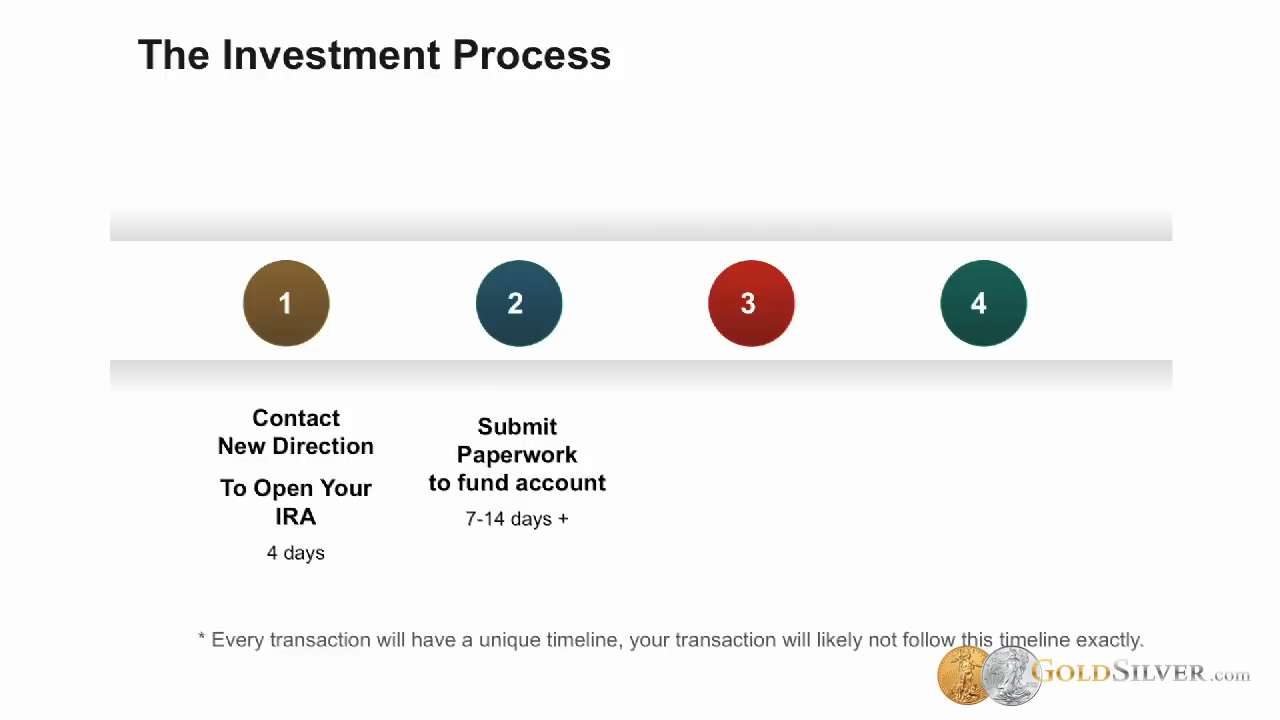 The Investment Process
1
2
3
4
Contact
New Direction
To Open Your
IRA
4 days
Submit
Paperwork
to fund account
7-14 days +
* Every transaction will have a unique timeline, your transaction will likely not follow this timeline exactly.
GOLDSILVER.com